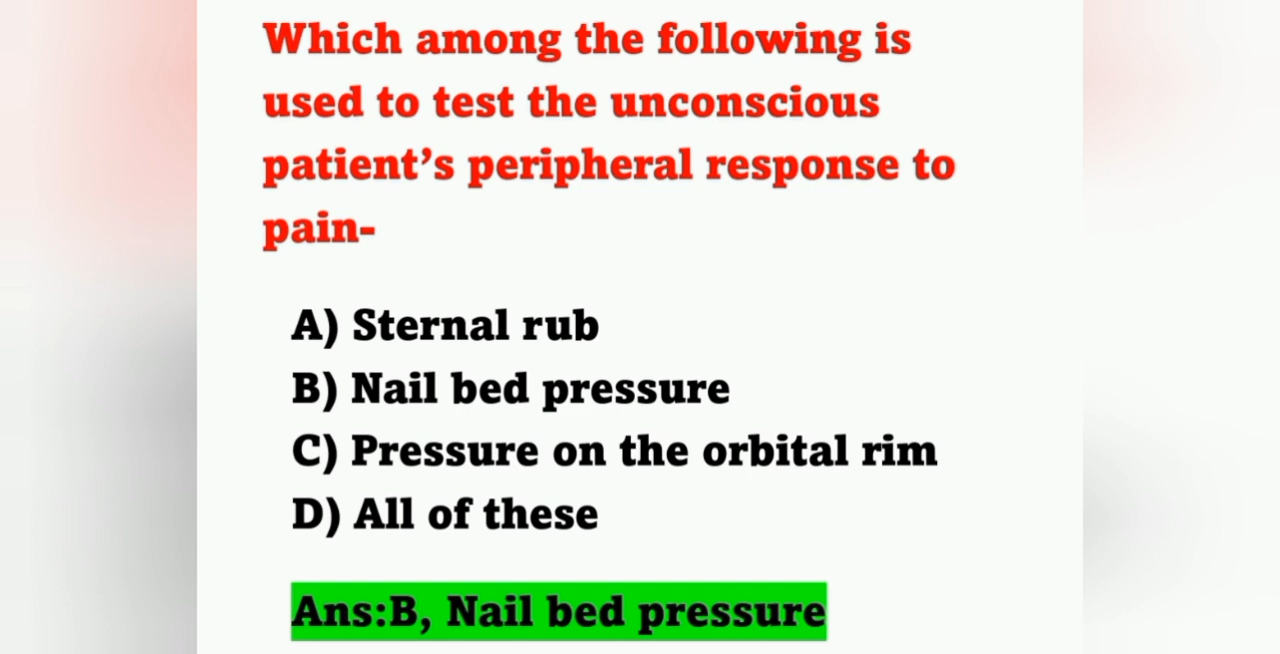 Which among the following is
used to test the unconscious
patient’s peripheral response to
pain-
A) Sternal rub
B) Nail bed pressure
C) Pressure on the orbital rim
D) All of these
Ans:B, Nail bed pressure